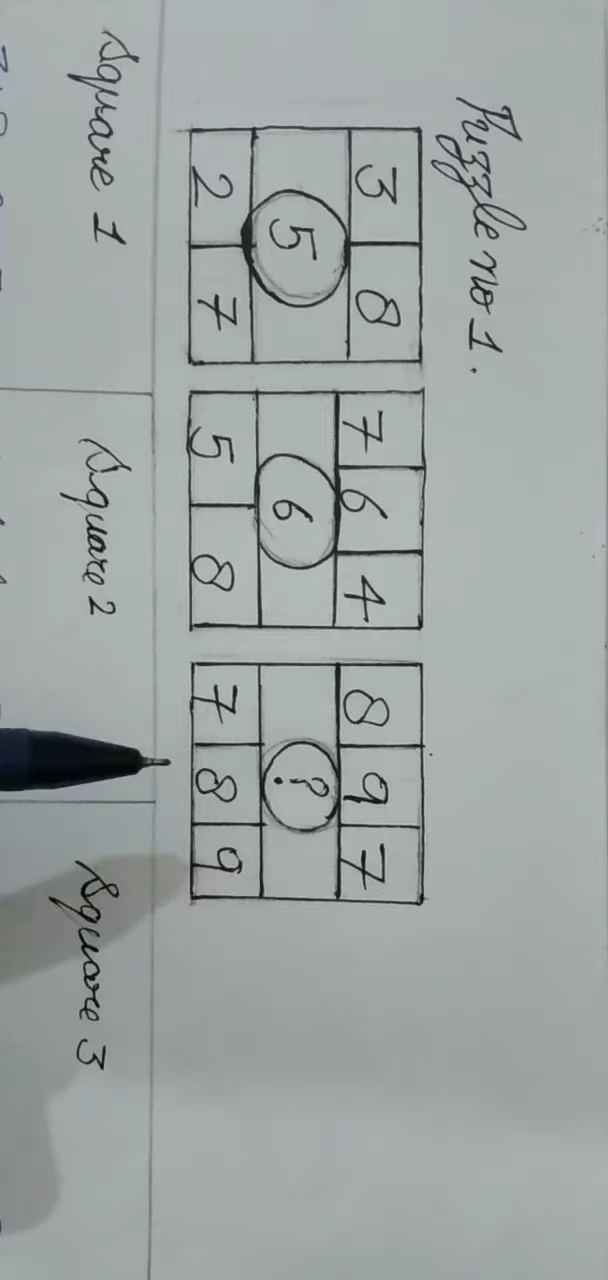 Puzzle no 1.
3 8
5
2 7
7 6 4
6
5 8
8 9 7
?
7 8 9
Square 1
Square 2
Square 3